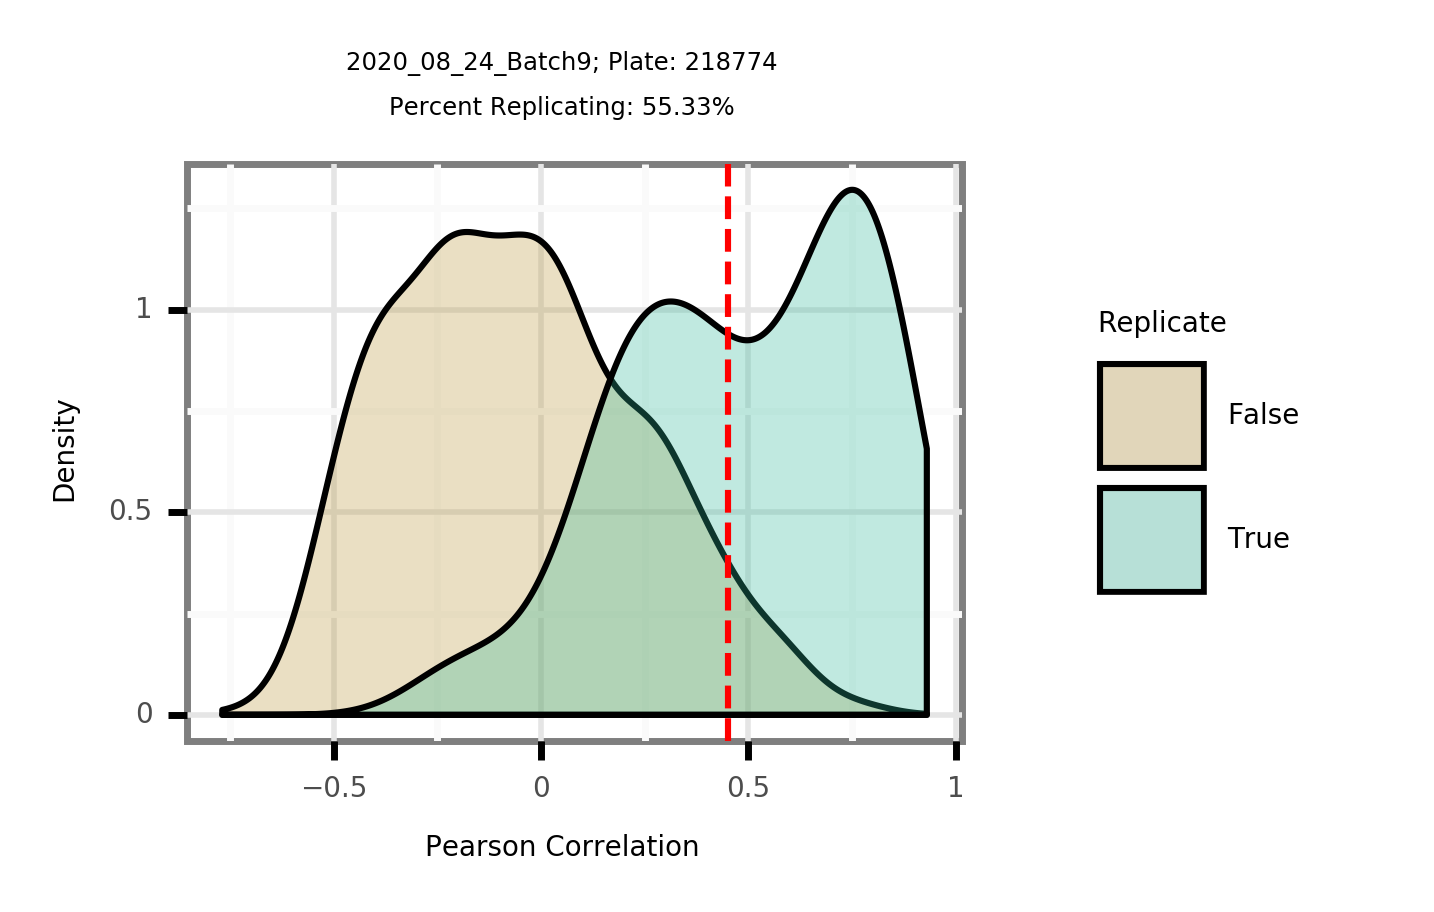 2020_08_24_Batch9; Plate: 218774
Percent Replicating: 55.33%
Density
1
0.5
0
−0.5
0
0.5
1
Pearson Correlation
Replicate
False
True